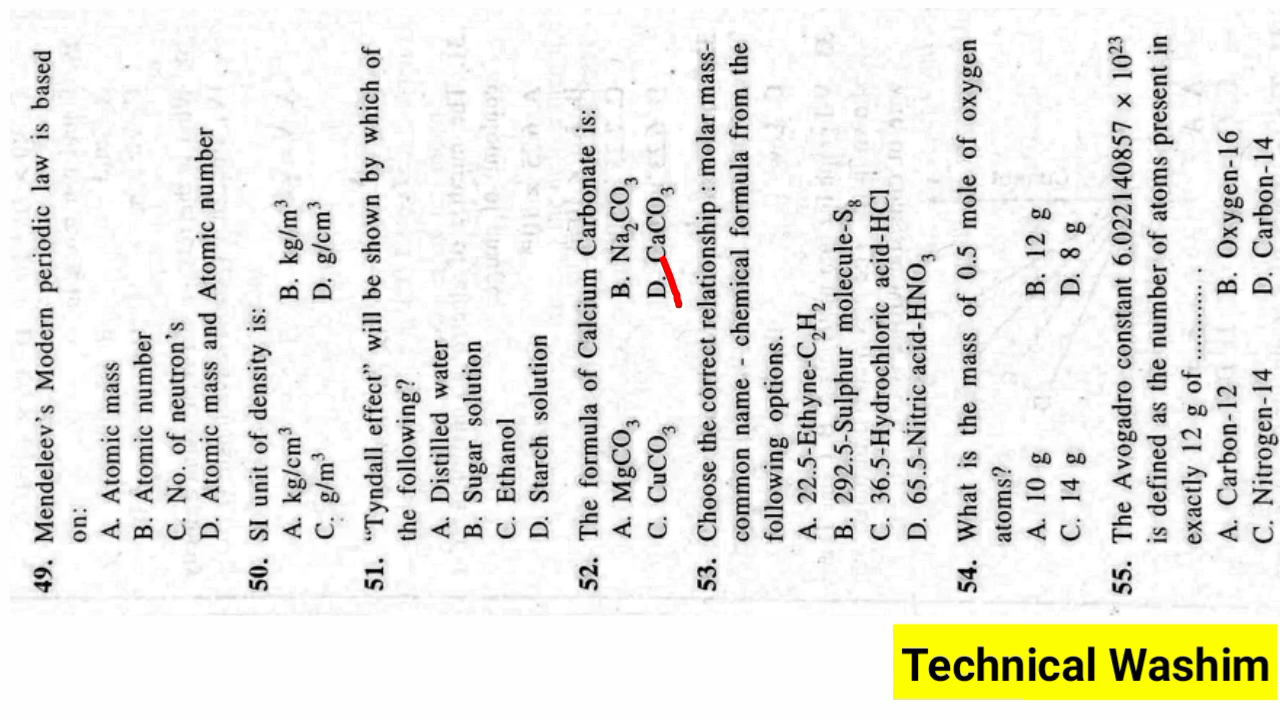 49. Mendeleev's Modern periodic law is based
on:
A. Atomic mass
B. Atomic number
C. No. of neutron's
D. Atomic mass and Atomic number
50. SI unit of density is:
A. kg/cm³ B. kg/m³
C. g/m³ D. g/cm³
51. “Tyndall effect” will be shown by which of
the following?
A. Distilled water
B. Sugar solution
C. Ethanol
D. Starch solution
52. The formula of Calcium Carbonate is:
A. MgCO₃ B. Na₂CO₃
C. CuCO₃ D. CaCO₃
53. Choose the correct relationship : molar mass-
common name - chemical formula from the
following options.
A. 22.5-Ethyne-C₂H₂
B. 292.5-Sulphur molecule-S₈
C. 36.5-Hydrochloric acid-HCl
D. 65.5-Nitric acid-HNO₃
54. What is the mass of 0.5 mole of oxygen
atoms?
A. 10 g B. 12 g
C. 14 g D. 8 g
55. The Avogadro constant 6.022140857 × 10²³
is defined as the number of atoms present in
exactly 12 g of ............ .
A. Carbon-12 B. Oxygen-16
C. Nitrogen-14 D. Carbon-14
Technical Washim